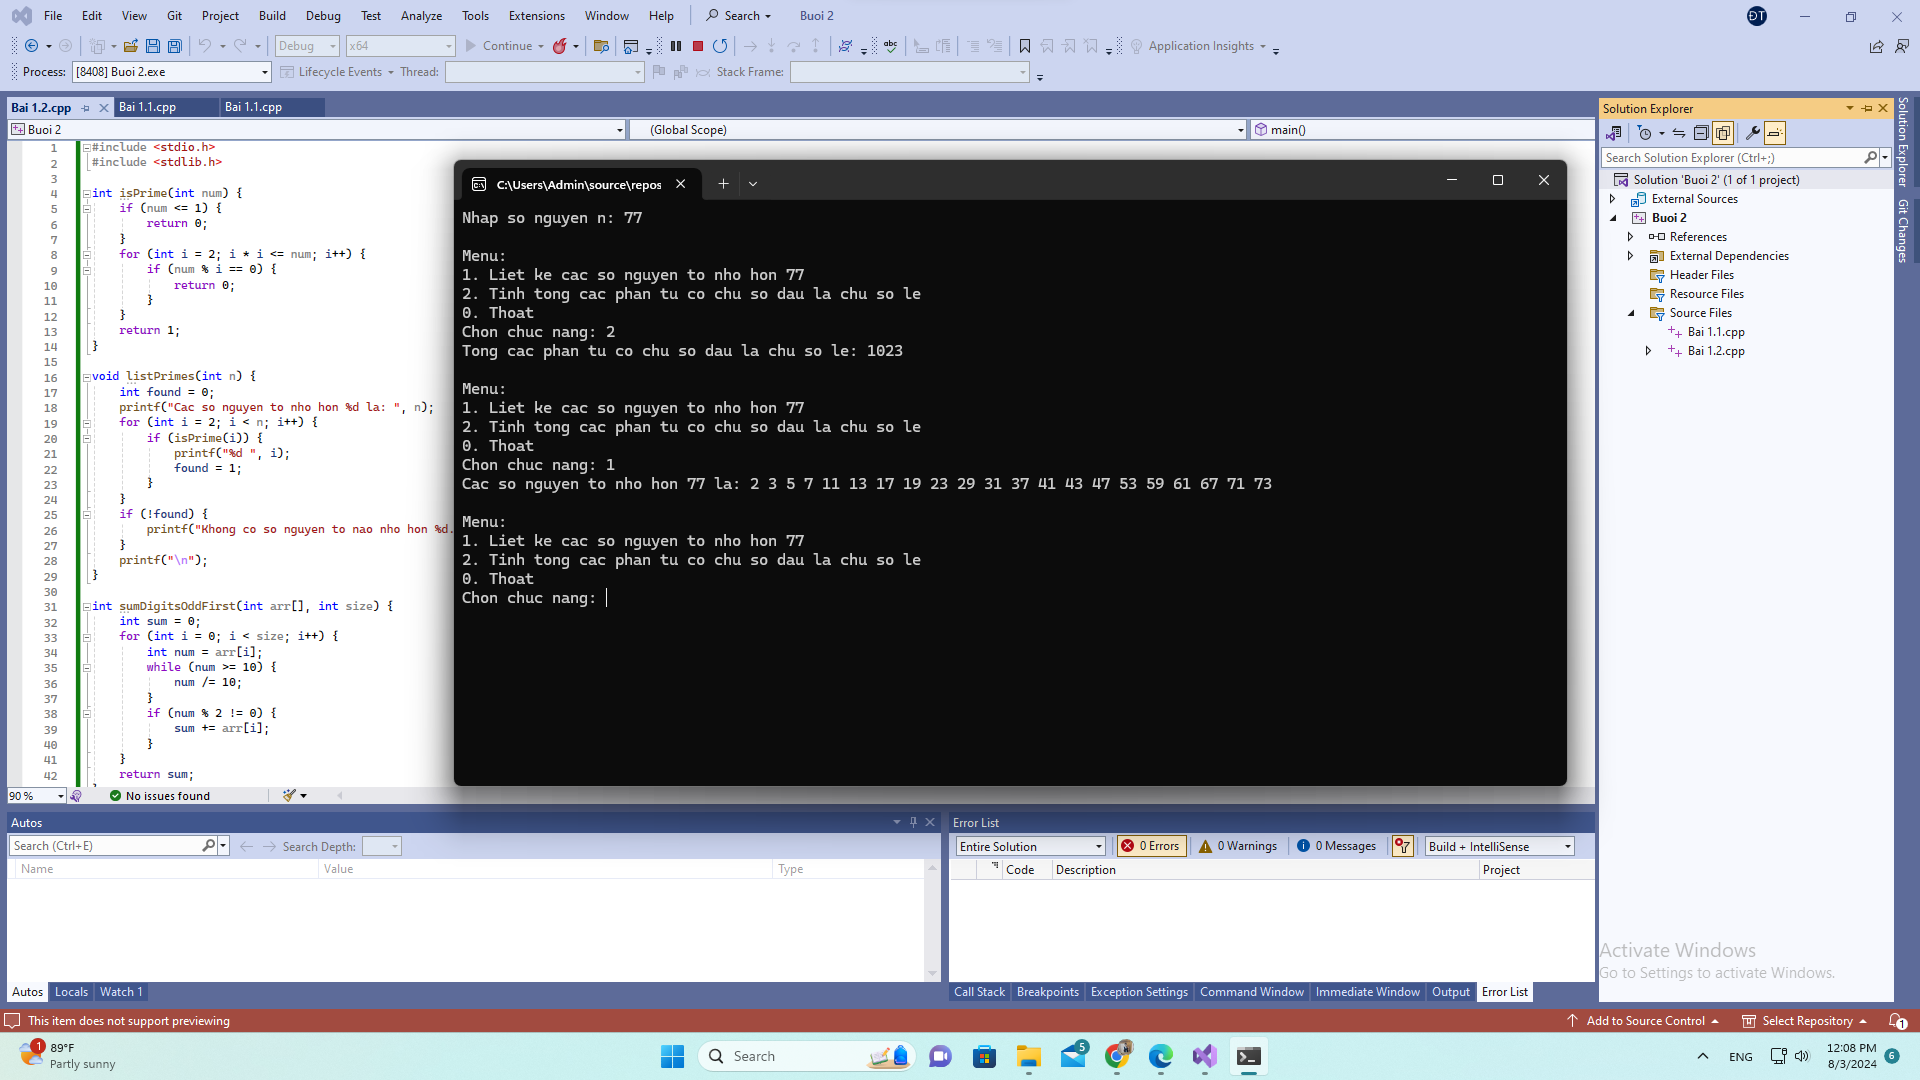 File Edit View Git Project Build Debug Test Analyze Tools Extensions Window Help Search Buoi 2 ĐT
Debug x64 Continue Application Insights
Process: [8408] Buoi 2.exe Lifecycle Events Thread: Stack Frame:
Bai 1.2.cpp Bai 1.1.cpp Bai 1.1.cpp
Buoi 2 (Global Scope) main()
1 #include <stdio.h>
2 #include <stdlib.h>
3
4 int isPrime(int num) {
5 if (num <= 1) {
6 return 0;
7 }
8 for (int i = 2; i * i <= num; i++) {
9 if (num % i == 0) {
10 return 0;
11 }
12 }
13 return 1;
14 }
15
16 void listPrimes(int n) {
17 int found = 0;
18 printf("Cac so nguyen to nho hon %d la: ", n);
19 for (int i = 2; i < n; i++) {
20 if (isPrime(i)) {
21 printf("%d ", i);
22 found = 1;
23 }
24 }
25 if (!found) {
26 printf("Khong co so nguyen to nao nho hon %d.
27 }
28 printf("\n");
29 }
30
31 int sumDigitsOddFirst(int arr[], int size) {
32 int sum = 0;
33 for (int i = 0; i < size; i++) {
34 int num = arr[i];
35 while (num >= 10) {
36 num /= 10;
37 }
38 if (num % 2 != 0) {
39 sum += arr[i];
40 }
41 }
42 return sum;
90 % No issues found
C:\Users\Admin\source\repos
Nhap so nguyen n: 77
Menu:
1. Liet ke cac so nguyen to nho hon 77
2. Tinh tong cac phan tu co chu so dau la chu so le
0. Thoat
Chon chuc nang: 2
Tong cac phan tu co chu so dau la chu so le: 1023
Menu:
1. Liet ke cac so nguyen to nho hon 77
2. Tinh tong cac phan tu co chu so dau la chu so le
0. Thoat
Chon chuc nang: 1
Cac so nguyen to nho hon 77 la: 2 3 5 7 11 13 17 19 23 29 31 37 41 43 47 53 59 61 67 71 73
Menu:
1. Liet ke cac so nguyen to nho hon 77
2. Tinh tong cac phan tu co chu so dau la chu so le
0. Thoat
Chon chuc nang:
Solution Explorer
Search Solution Explorer (Ctrl+;)
Solution 'Buoi 2' (1 of 1 project)
External Sources
Buoi 2
References
External Dependencies
Header Files
Resource Files
Source Files
Bai 1.1.cpp
Bai 1.2.cpp
Solution Explorer
Git Changes
Autos
Search (Ctrl+E) Search Depth:
Name Value Type
Autos Locals Watch 1
Error List
Entire Solution 0 Errors 0 Warnings 0 Messages Build + IntelliSense
Code Description Project
Call Stack Breakpoints Exception Settings Command Window Immediate Window Output Error List
Activate Windows
Go to Settings to activate Windows.
This item does not support previewing Add to Source Control Select Repository 1
1 89°F
Partly sunny
Search
5
ENG
12:08 PM
8/3/2024
6